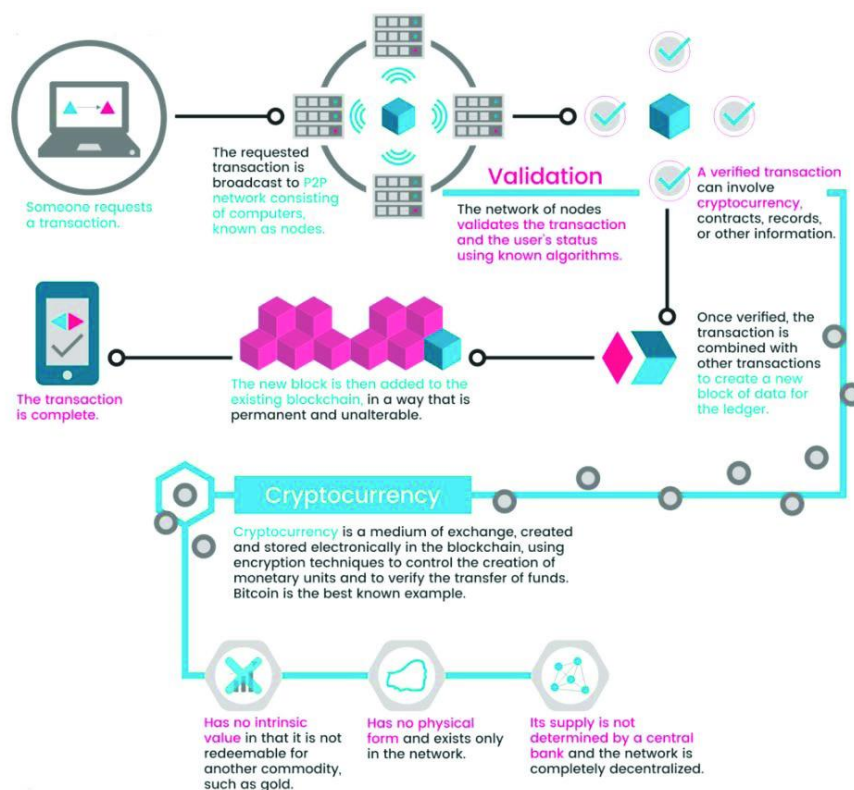 Someone requests
a transaction.
The requested
transaction is
broadcast to P2P
network consisting
of computers,
known as nodes.
Validation
The network of nodes
validates the transaction
and the user's status
using known algorithms.
A verified transaction
can involve
cryptocurrency,
contracts, records,
or other information.
Once verified, the
transaction is
combined with
other transactions
to create a new
block of data for
the ledger.
The new block is then added to the
existing blockchain, in a way that is
permanent and unalterable.
The transaction
is complete.
Cryptocurrency
Cryptocurrency is a medium of exchange, created
and stored electronically in the blockchain, using
encryption techniques to control the creation of
monetary units and to verify the transfer of funds.
Bitcoin is the best known example.
Has no intrinsic
value in that it is not
redeemable for
another commodity,
such as gold.
Has no physical
form and exists only
in the network.
Its supply is not
determined by a central
bank and the network is
completely decentralized.